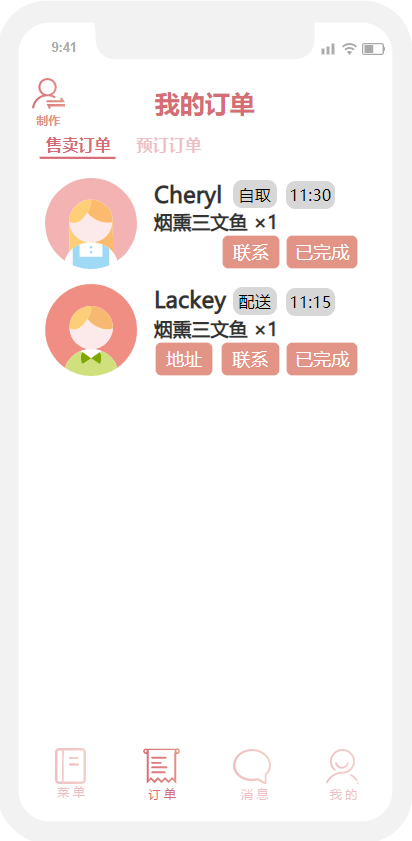 9:41
我的订单
制作
售卖订单 预订订单
Cheryl 自取 11:30
烟熏三文鱼 ×1
联系 已完成
Lackey 配送 11:15
烟熏三文鱼 ×1
地址 联系 已完成
菜单 订单 消息 我的